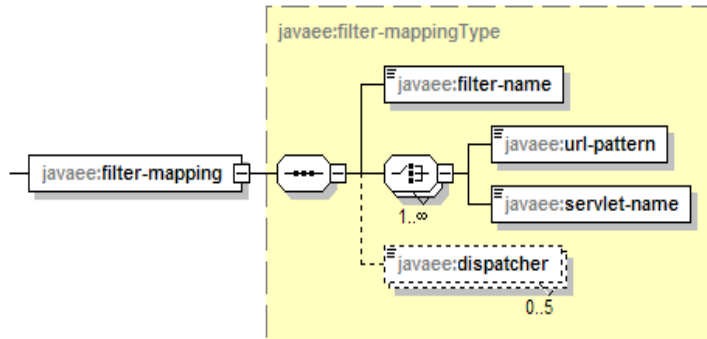 javaee:filter-mappingType
javaee:filter-name
javaee:filter-mapping
javaee:url-pattern
javaee:servlet-name
1..∞
javaee:dispatcher
0..5